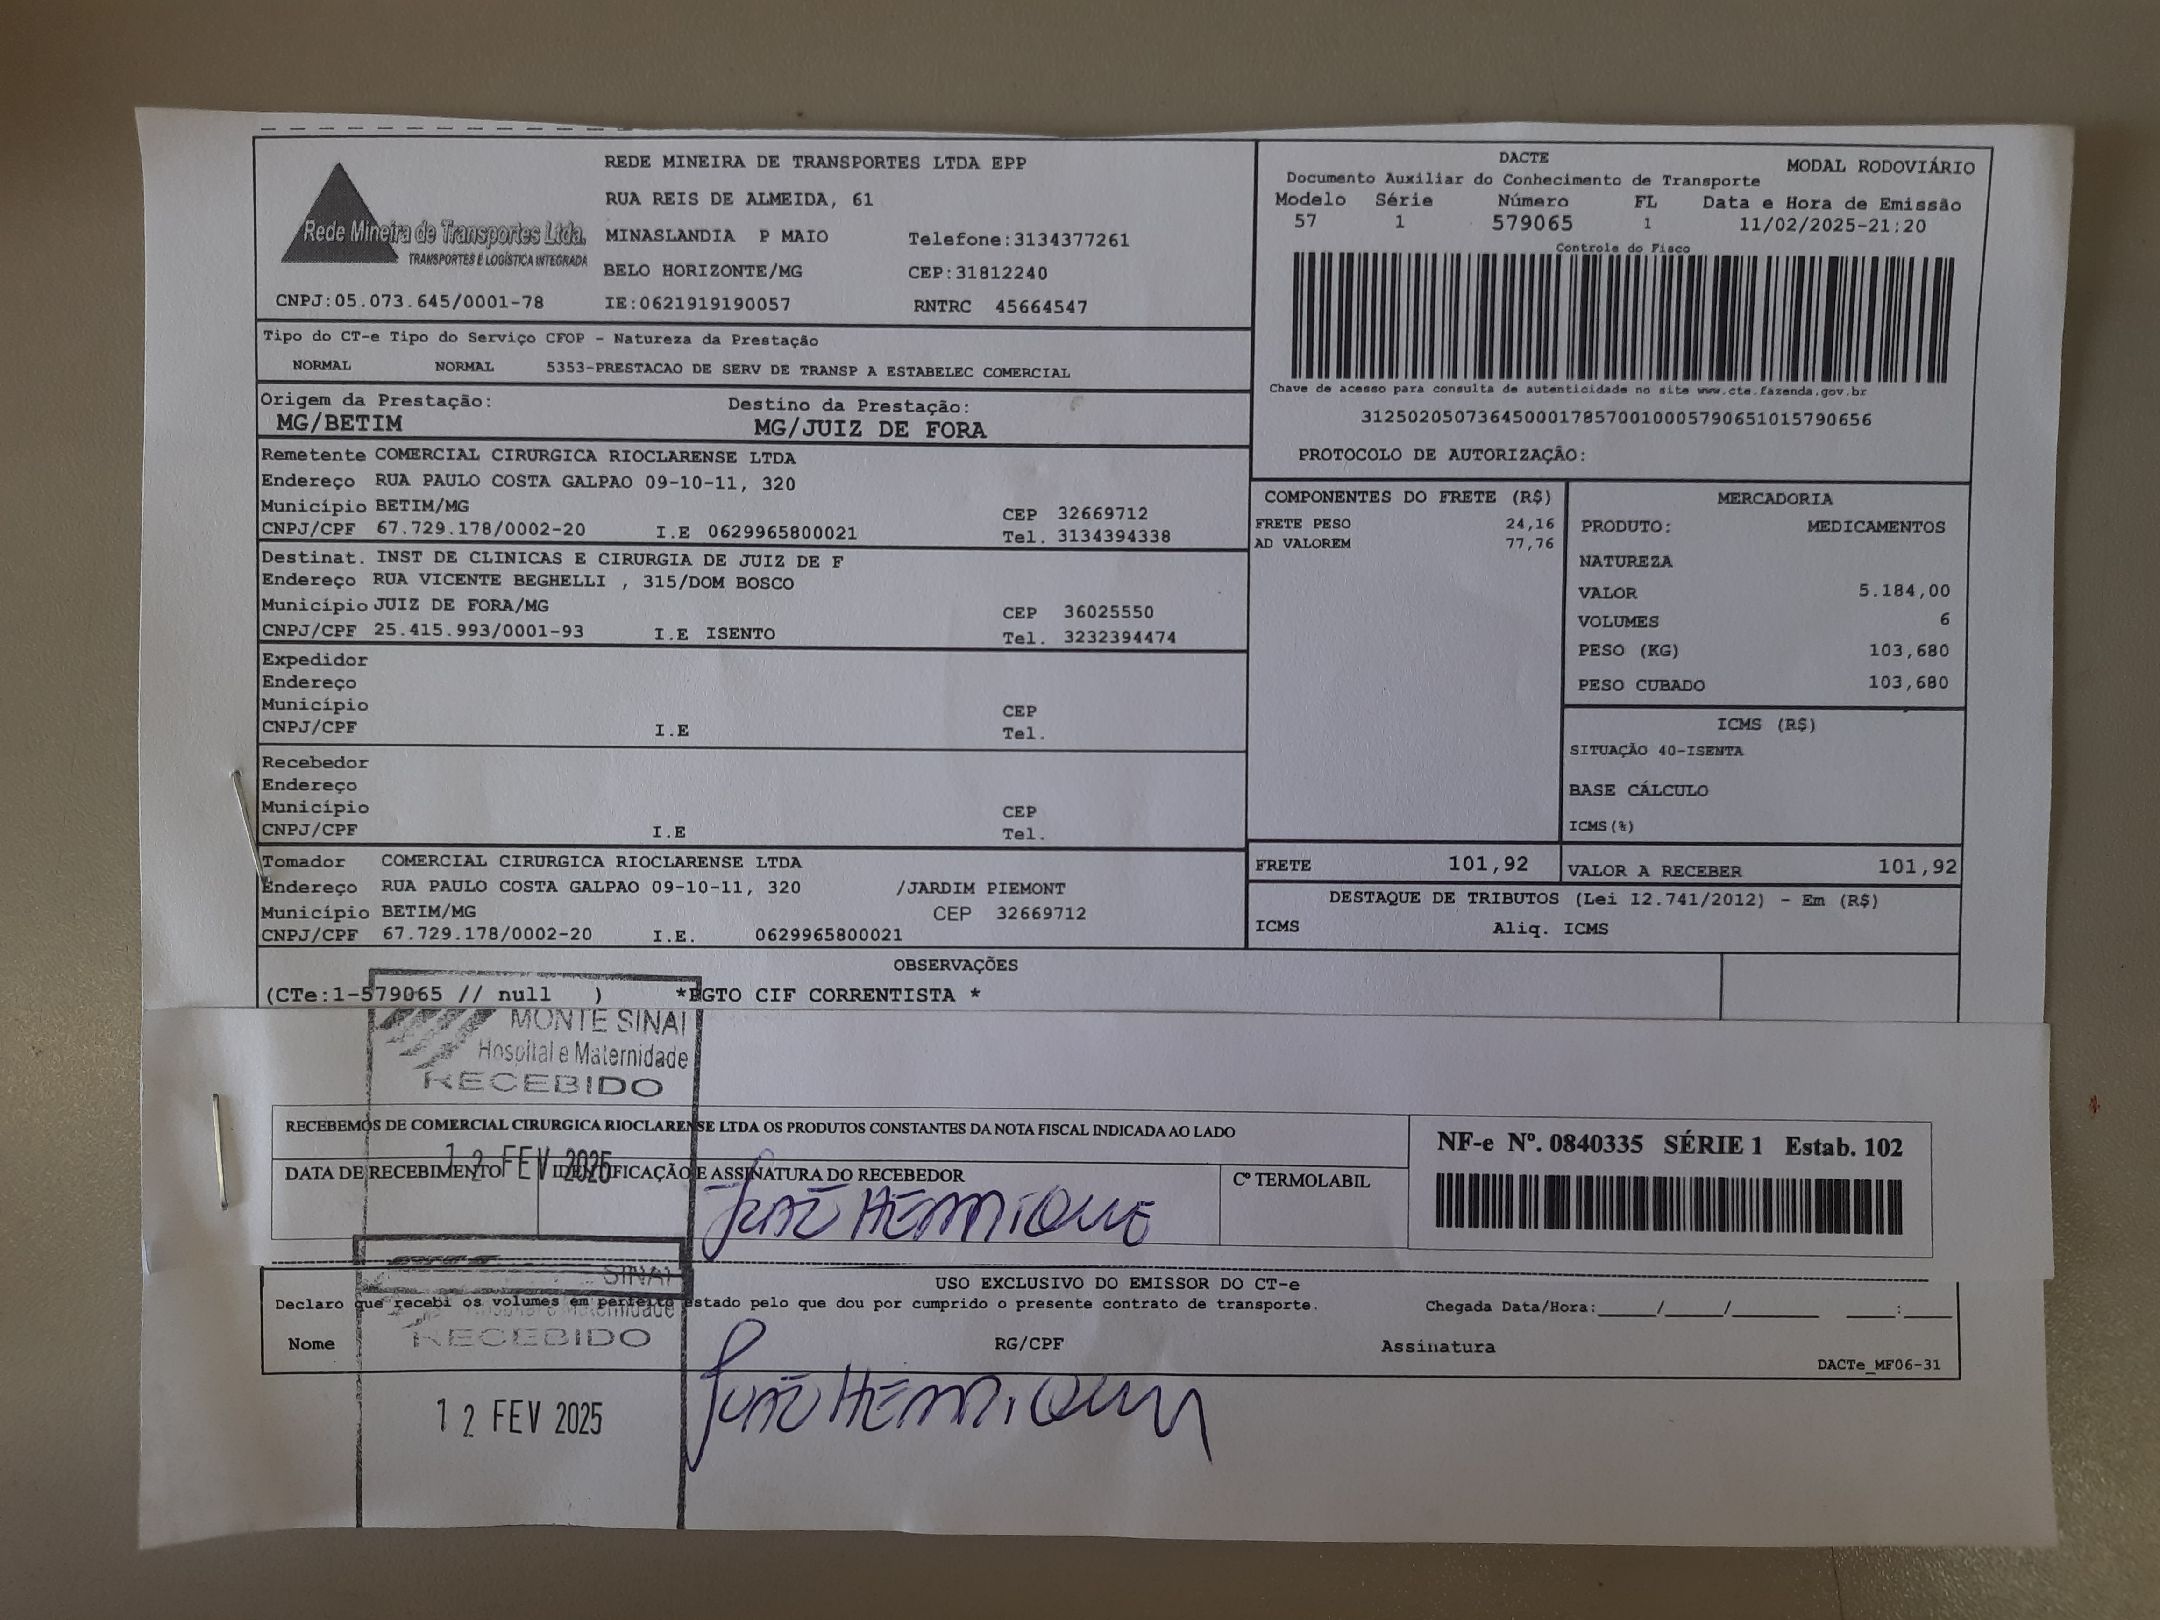 REDE MINEIRA DE TRANSPORTES LTDA EPP
RUA REIS DE ALMEIDA, 61
Rede Mineira de Transportes Ltda.
TRANSPORTES E LOGÍSTICA INTEGRADA
MINASLANDIA P MAIO Telefone:3134377261
BELO HORIZONTE/MG CEP:31812240
CNPJ:05.073.645/0001-78 IE:0621919190057 RNTRC 45664547
DACTE MODAL RODOVIÁRIO
Documento Auxiliar do Conhecimento de Transporte
Modelo Série Número FL Data e Hora de Emissão
57 1 579065 1 11/02/2025-21:20
Controle do Fisco
Chave de acesso para consulta de autenticidade no site www.cte.fazenda.gov.br
31250205073645000178570010005790651015790656
PROTOCOLO DE AUTORIZAÇÃO:
Tipo do CT-e Tipo do Serviço CFOP - Natureza da Prestação
NORMAL NORMAL 5353-PRESTACAO DE SERV DE TRANSP A ESTABELEC COMERCIAL
Origem da Prestação: Destino da Prestação:
MG/BETIM MG/JUIZ DE FORA
Remetente COMERCIAL CIRURGICA RIOCLARENSE LTDA
Endereço RUA PAULO COSTA GALPAO 09-10-11, 320
Município BETIM/MG CEP 32669712
CNPJ/CPF 67.729.178/0002-20 I.E 0629965800021 Tel. 3134394338
Destinat. INST DE CLINICAS E CIRURGIA DE JUIZ DE F
Endereço RUA VICENTE BEGHELLI , 315/DOM BOSCO
Município JUIZ DE FORA/MG CEP 36025550
CNPJ/CPF 25.415.993/0001-93 I.E ISENTO Tel. 3232394474
Expedidor
Endereço
Município CEP
CNPJ/CPF I.E Tel.
Recebedor
Endereço
Município CEP
CNPJ/CPF I.E Tel.
Tomador COMERCIAL CIRURGICA RIOCLARENSE LTDA
Endereço RUA PAULO COSTA GALPAO 09-10-11, 320 /JARDIM PIEMONT
Município BETIM/MG CEP 32669712
CNPJ/CPF 67.729.178/0002-20 I.E. 0629965800021
COMPONENTES DO FRETE (R$)
FRETE PESO 24,16
AD VALOREM 77,76
MERCADORIA
PRODUTO: MEDICAMENTOS
NATUREZA
VALOR 5.184,00
VOLUMES 6
PESO (KG) 103,680
PESO CUBADO 103,680
ICMS (R$)
SITUAÇÃO 40-ISENTA
BASE CÁLCULO
ICMS(%)
FRETE 101,92 VALOR A RECEBER 101,92
DESTAQUE DE TRIBUTOS (Lei 12.741/2012) - Em (R$)
ICMS Aliq. ICMS
OBSERVAÇÕES
(CTe:1-579065 // null ) *PGTO CIF CORRENTISTA *
MONTE SINAI
Hospital e Maternidade
RECEBIDO
12 FEV 2025
RECEBEMOS DE COMERCIAL CIRURGICA RIOCLARENSE LTDA OS PRODUTOS CONSTANTES DA NOTA FISCAL INDICADA AO LADO
DATA DE RECEBIMENTO IDENTIFICAÇÃO E ASSINATURA DO RECEBEDOR Cº TERMOLABIL
HENRIQUE
NF-e Nº. 0840335 SÉRIE 1 Estab. 102
USO EXCLUSIVO DO EMISSOR DO CT-e
Declaro que recebi os volumes em perfeito estado pelo que dou por cumprido o presente contrato de transporte. Chegada Data/Hora:____/____/______ ___:___
Nome RG/CPF Assinatura
DACTe_MF06-31
SINAI
Maternidade
RECEBIDO
12 FEV 2025